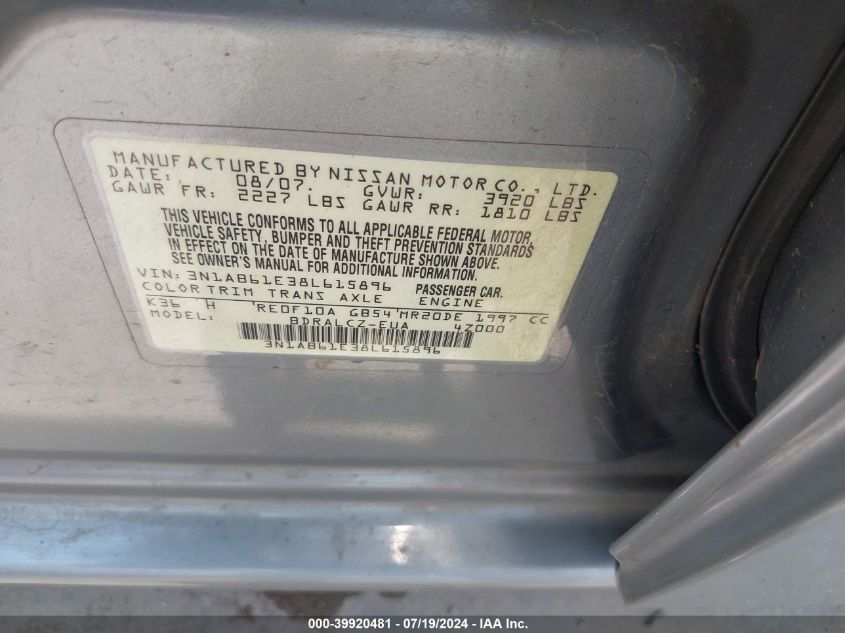 MANUFACTURED BY NISSAN MOTOR CO., LTD.
DATE: 08/07. GVWR: 3920 LBS
GAWR FR: 2227 LBS GAWR RR: 1810 LBS
THIS VEHICLE CONFORMS TO ALL APPLICABLE FEDERAL MOTOR
VEHICLE SAFETY, BUMPER AND THEFT PREVENTION STANDARDS
IN EFFECT ON THE DATE OF MANUFACTURE SHOWN ABOVE.
SEE OWNER'S MANUAL FOR ADDITIONAL INFORMATION.
VIN: 3N1AB61E38L615896 PASSENGER CAR.
COLOR TRIM TRANS AXLE ENGINE
K36 H RE0F10A GB54 MR20DE 1997 CC
MODEL: BDRALCZ-EUA 4Z000
3N1AB61E38L615896
000-39920481 - 07/19/2024 - IAA Inc.